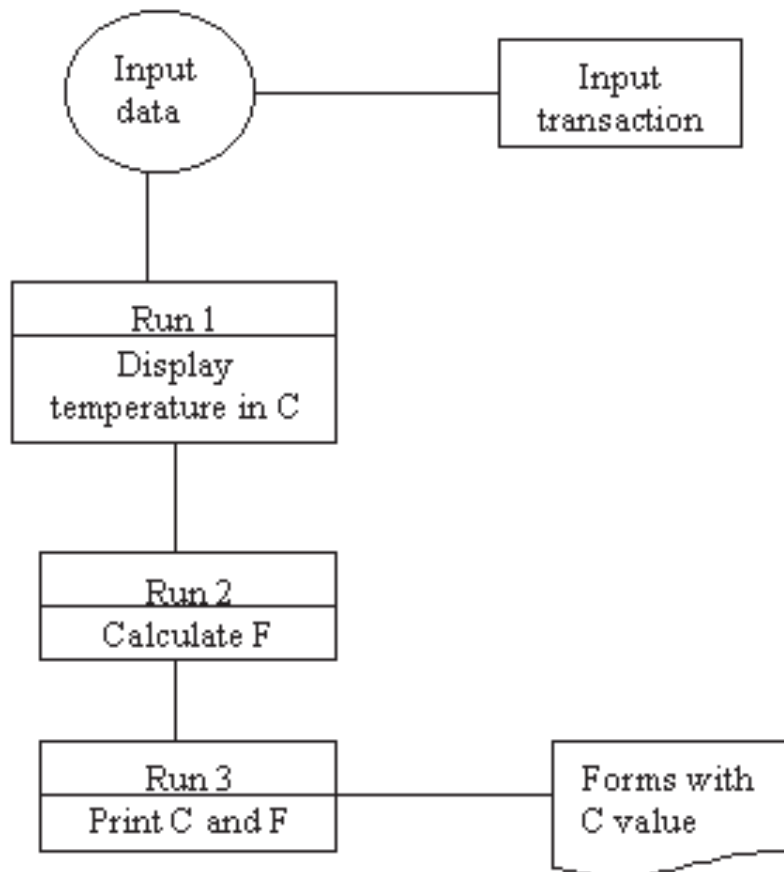 Input
data
Input
transaction
Run 1
Display
temperature in C
Run 2
Calculate F
Run 3
Print C and F
Forms with
C value